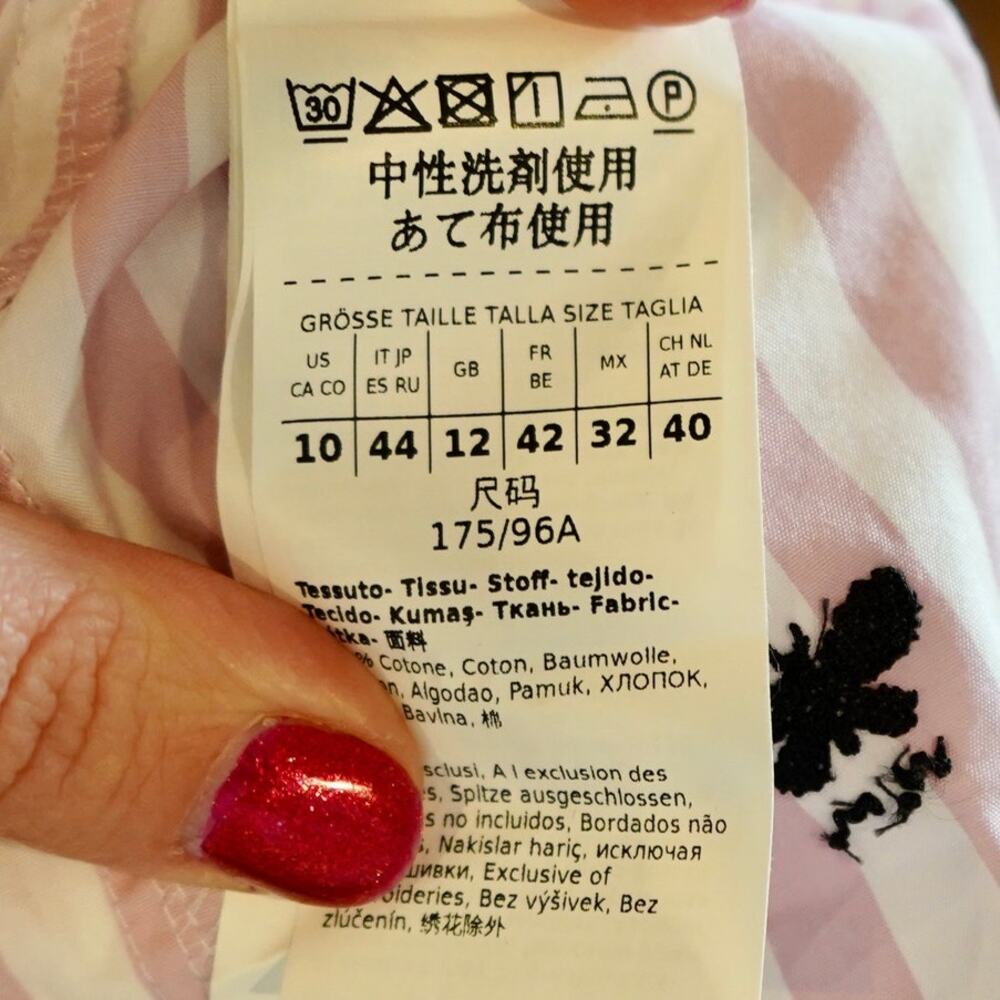 30 P
中性洗剤使用
あて布使用
GRÖSSE TAILLE TALLA SIZE TAGLIA
US CA CO IT JP ES RU GB FR BE MX CH NL AT DE
10 44 12 42 32 40
尺码
175/96A
Tessuto- Tissu- Stoff- tejido-
Tecido- Kumaş- Ткань- Fabric-
面料
% Cotone, Coton, Baumwolle,
Algodao, Pamuk, ХЛОПОК,
Bavlna, 棉
A l exclusion des
Spitze ausgeschlossen,
no incluidos, Bordados não
Nakislar hariç, исключая
Exclusive of
Bez výšivek, Bez
zlúčenín, 绣花除外